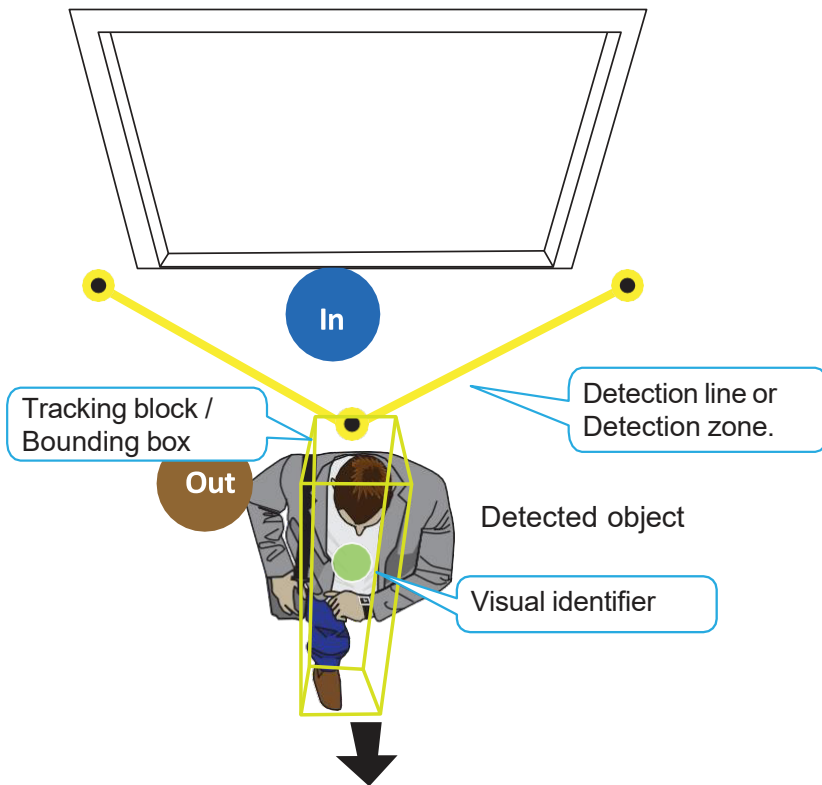 In
Tracking block /
Bounding box
Detection line or
Detection zone.
Out
Detected object
Visual identifier